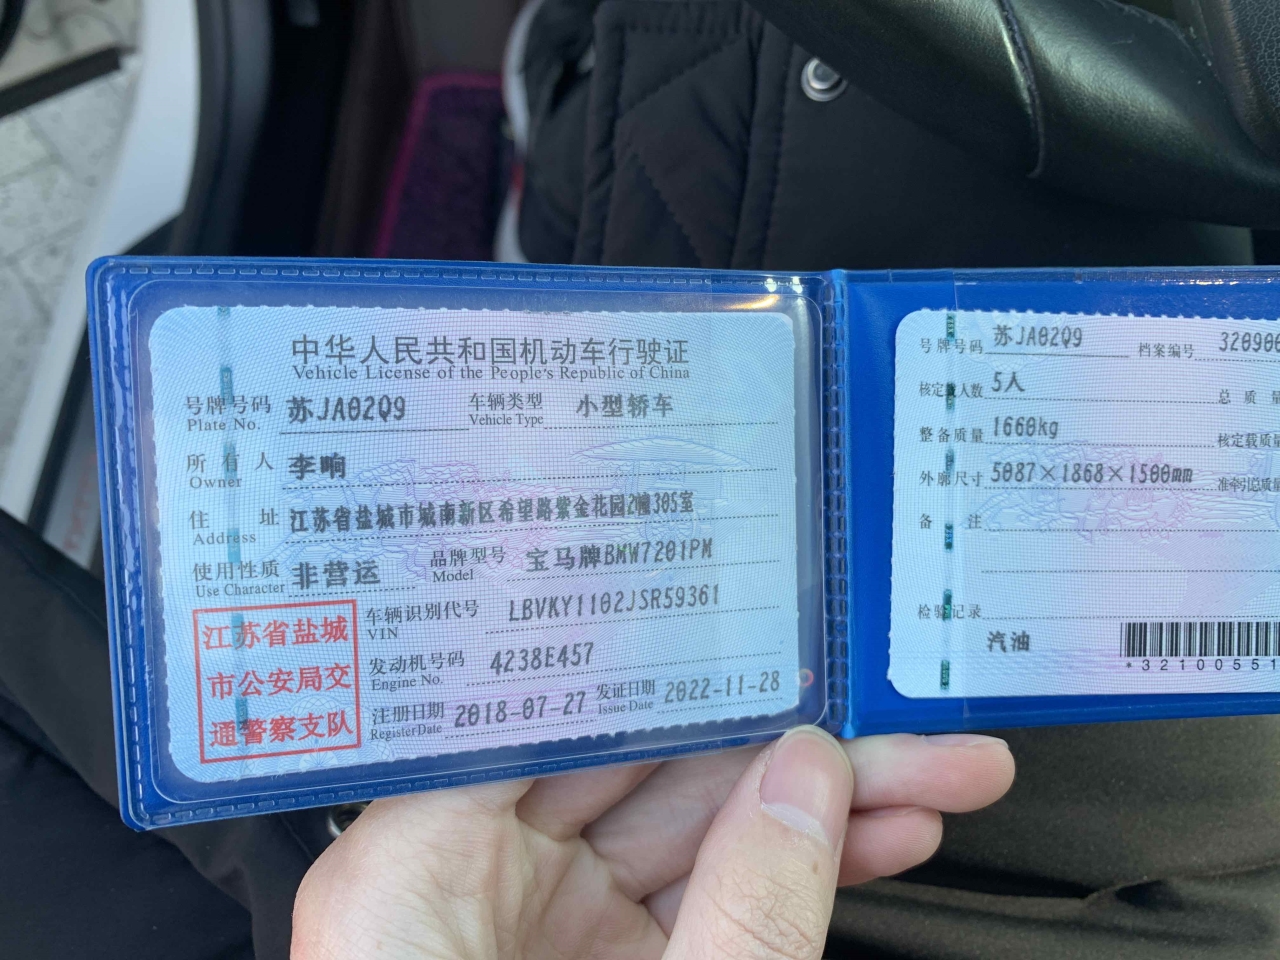 中华人民共和国机动车行驶证
Vehicle License of the People's Republic of China
号牌号码 苏JA02Q9 车辆类型 小型轿车
Plate No. Vehicle Type
所有人 李响
Owner
住址 江苏省盐城市城南新区希望路紫金花园2幢305室
Address
使用性质 非营运 品牌型号 宝马牌BMW7201PM
Use Character Model
江苏省盐城
市公安局交
通警察支队
车辆识别代号 LBVKY1102JSR59361
VIN
发动机号码 4238E457
Engine No.
注册日期 2018-07-27 发证日期 2022-11-28
Register Date Issue Date
号牌号码 苏JA02Q9 档案编号 320900
核定载人数 5人 总质量
整备质量 1660kg 核定载质量
外廓尺寸 5087×1868×1500mm 准牵引总质量
备注
检验记录
汽油
*32100551